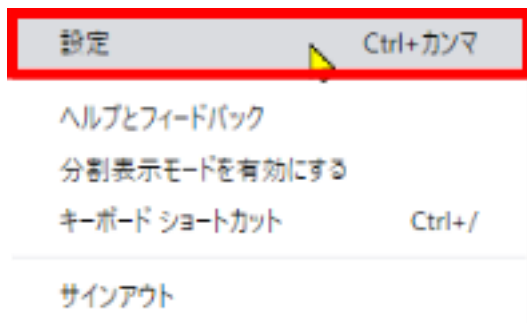 設定 Ctrl+カンマ
ヘルプとフィードバック
分割表示モードを有効にする
キーボード ショートカット Ctrl+/
サインアウト